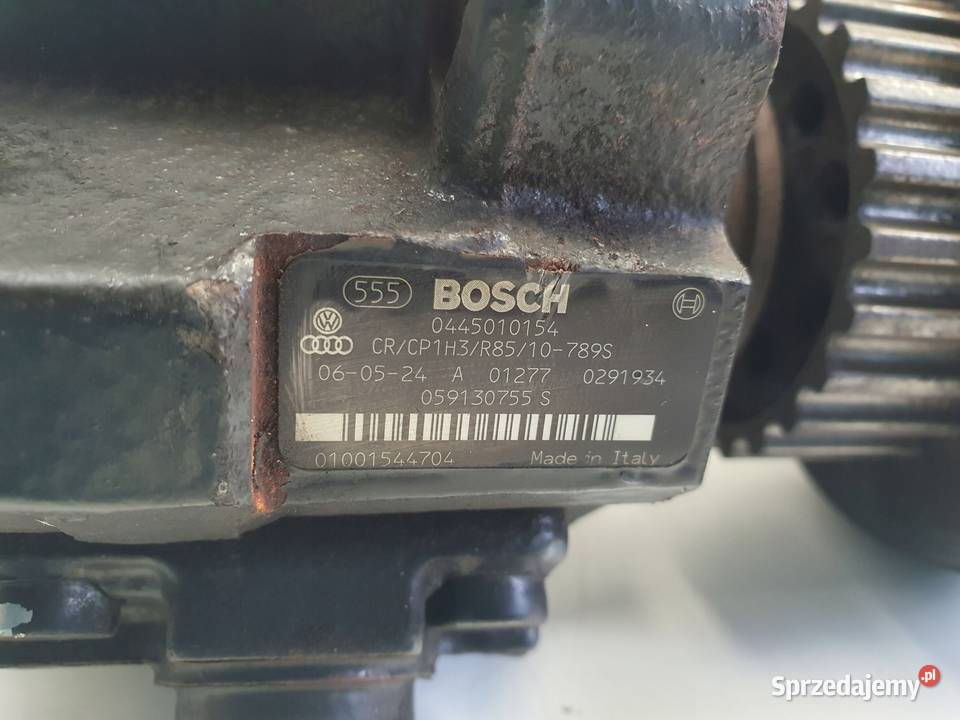 555 BOSCH
0445010154
CR/CP1H3/R85/10-789S
06-05-24 A 01277 0291934
059130755 S
01001544704 Made in Italy
Sprzedajemy.pl